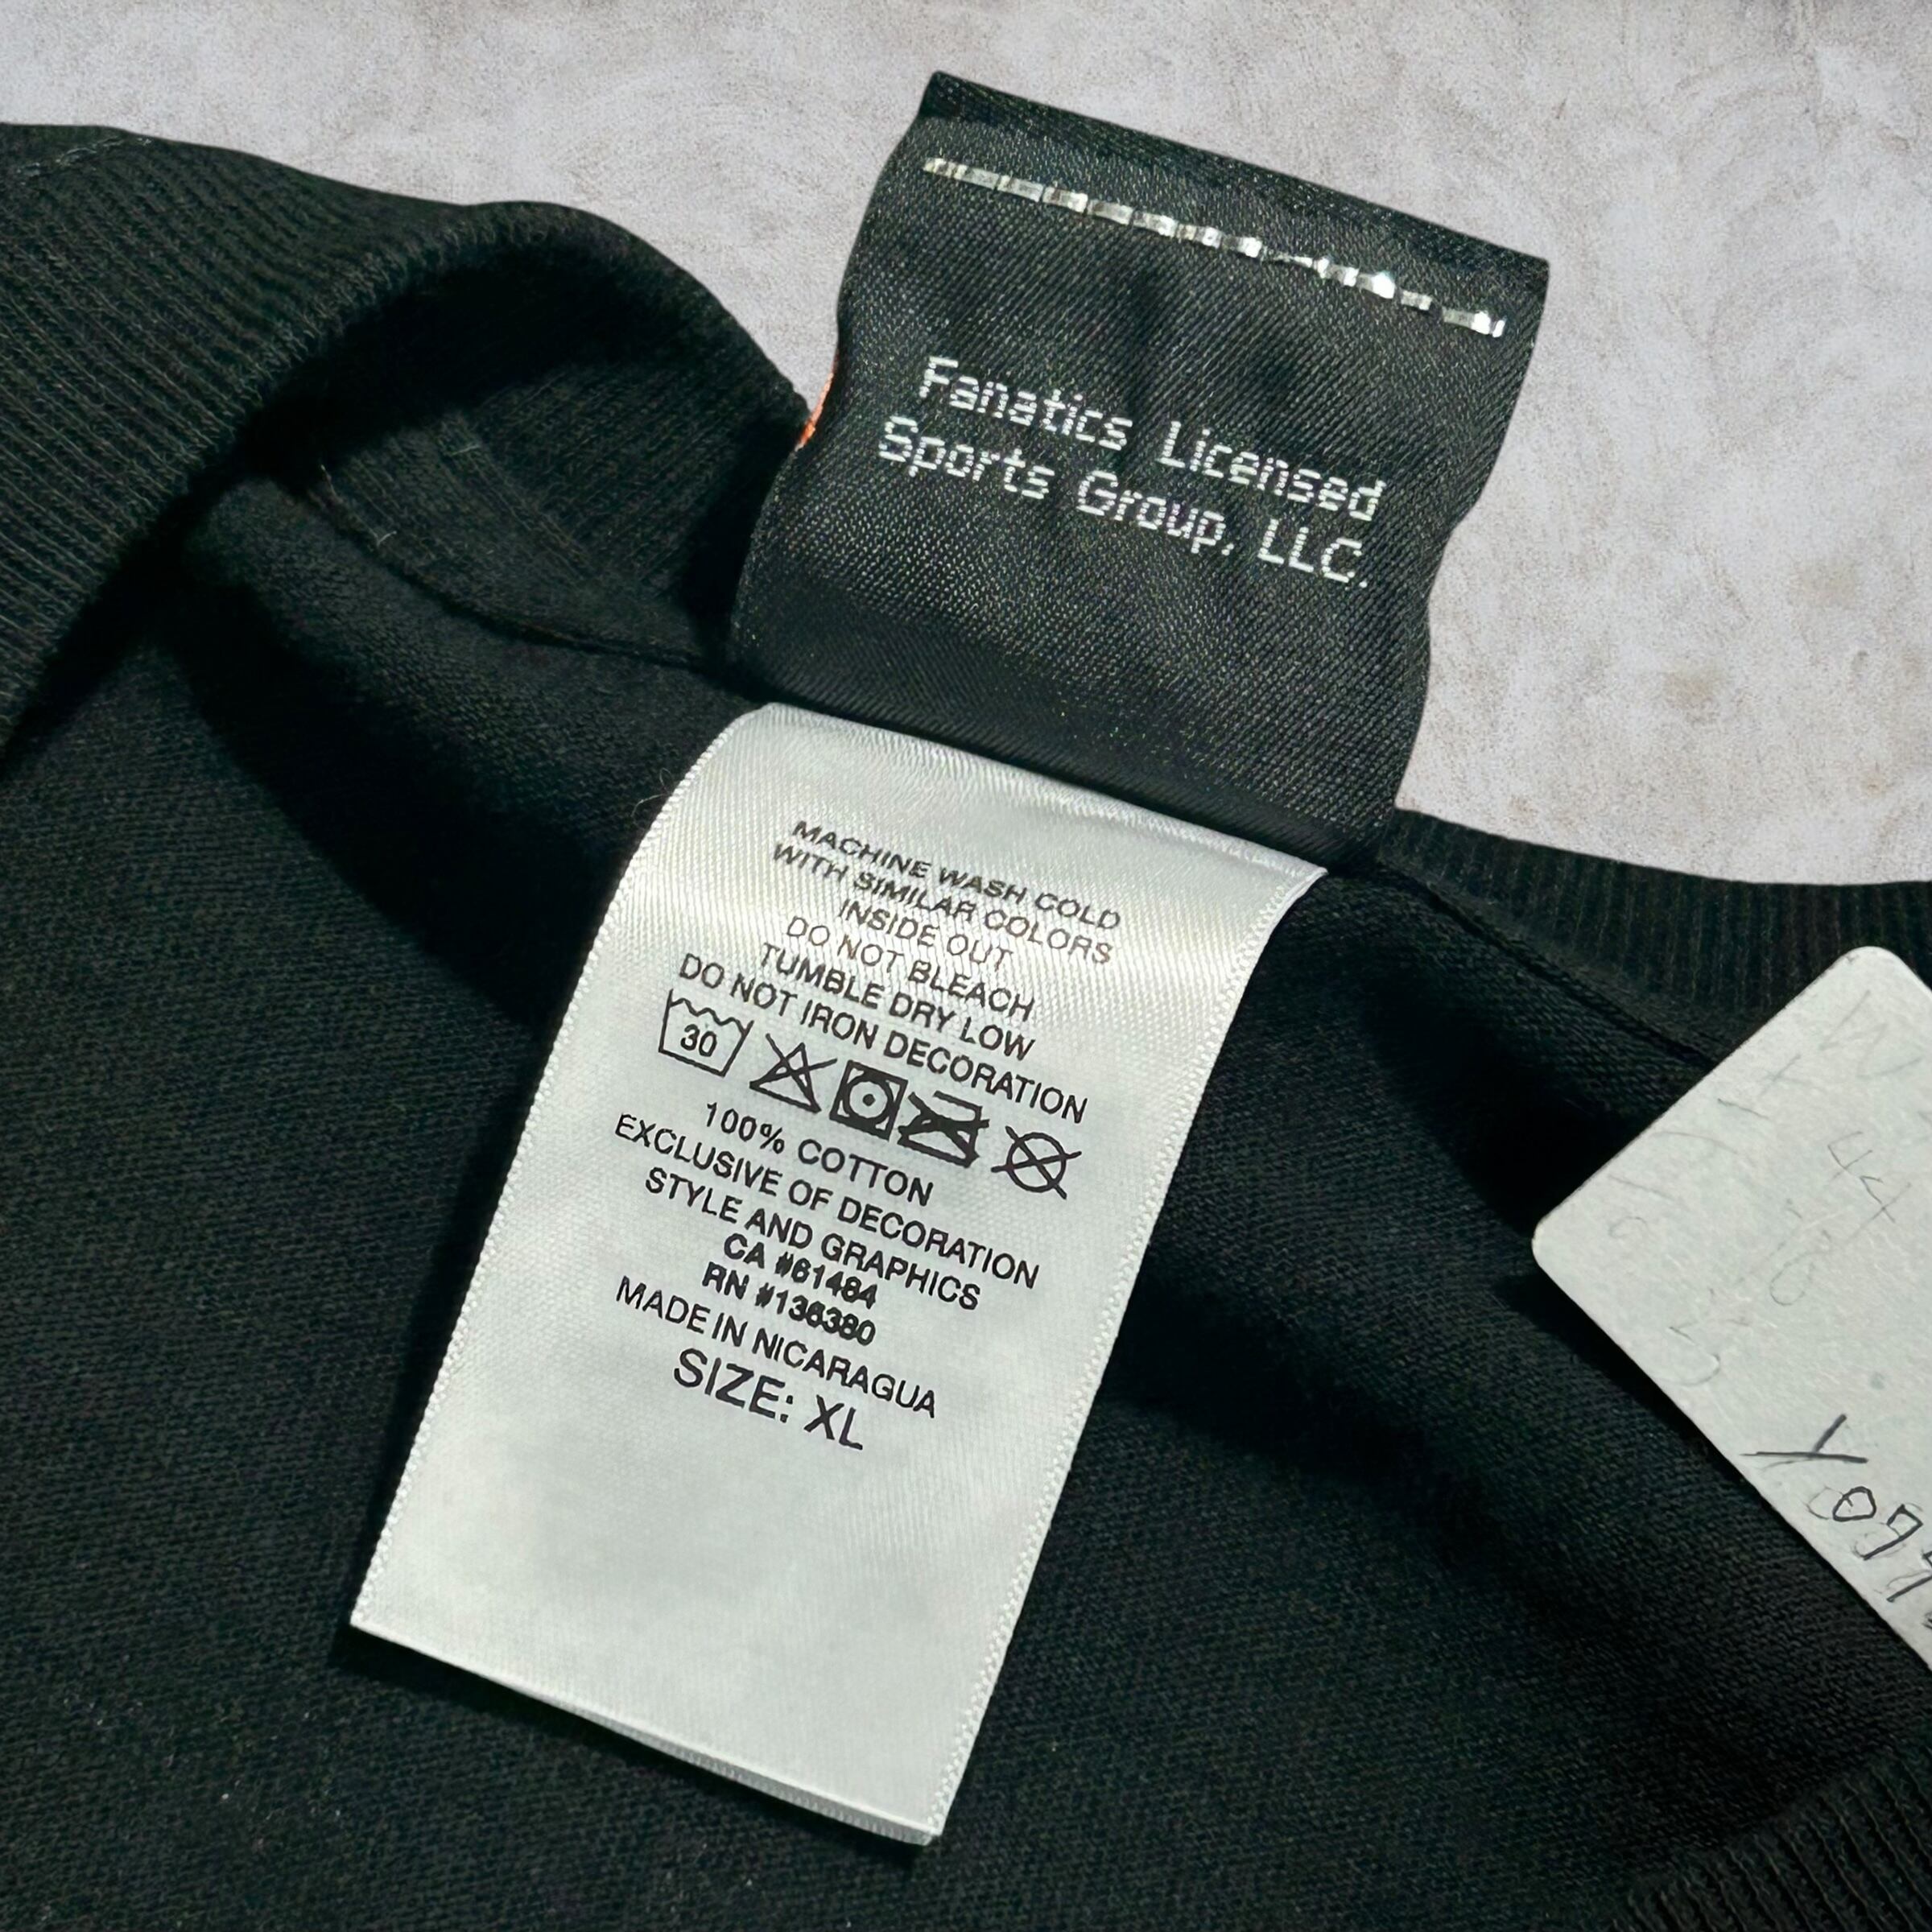 Fanatics Licensed
Sports Group, LLC.
MACHINE WASH COLD
WITH SIMILAR COLORS
INSIDE OUT
DO NOT BLEACH
TUMBLE DRY LOW
DO NOT IRON DECORATION
30
100% COTTON
EXCLUSIVE OF DECORATION
STYLE AND GRAPHICS
CA #61484
RN #138380
MADE IN NICARAGUA
SIZE: XL
44